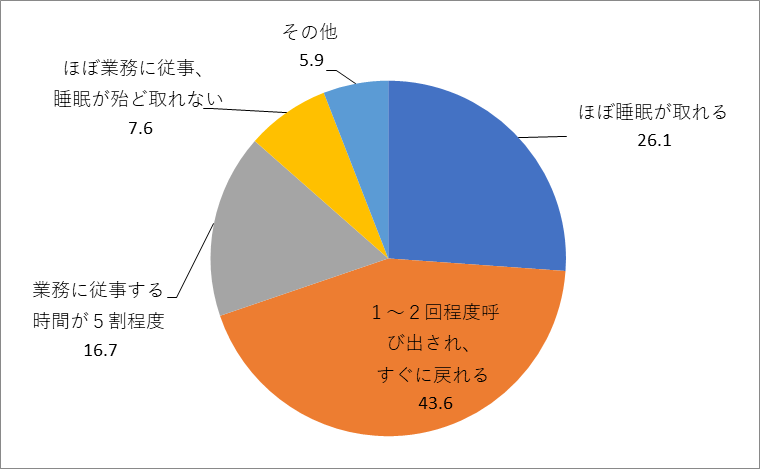 その他
5.9
ほぼ業務に従事、
睡眠が殆ど取れない
7.6
ほぼ睡眠が取れる
26.1
業務に従事する
時間が５割程度
16.7
１～２回程度呼
び出され、
すぐに戻れる
43.6